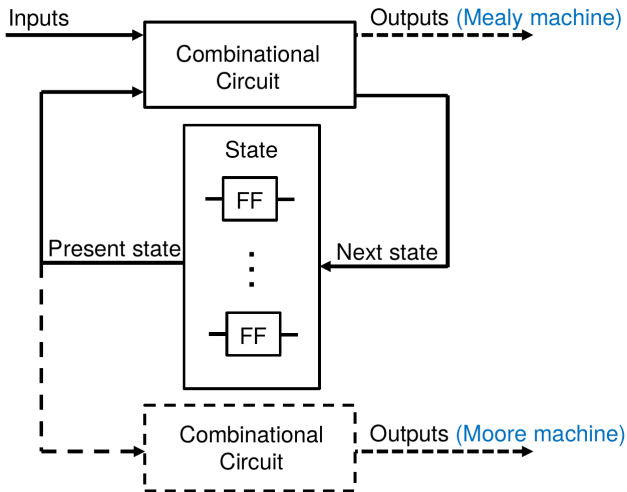 Inputs
Outputs (Mealy machine)
Combinational
Circuit
State
FF
Present state
Next state
FF
Combinational
Circuit
Outputs (Moore machine)